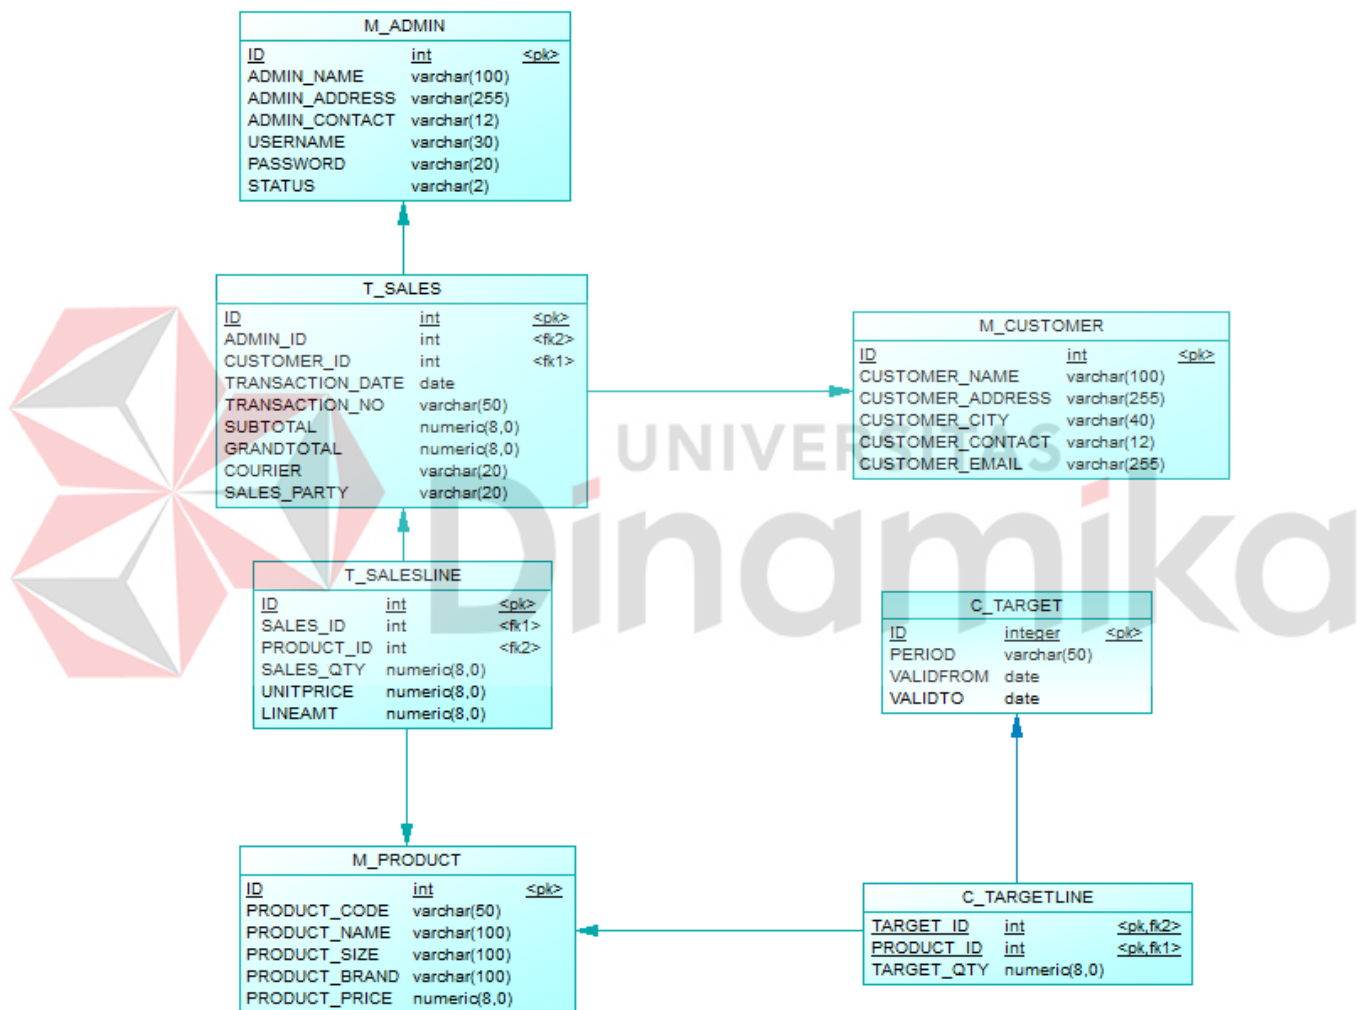 M_ADMIN
ID int <pk>
ADMIN_NAME varchar(100)
ADMIN_ADDRESS varchar(255)
ADMIN_CONTACT varchar(12)
USERNAME varchar(30)
PASSWORD varchar(20)
STATUS varchar(2)
T_SALES
ID int <pk>
ADMIN_ID int <fk2>
CUSTOMER_ID int <fk1>
TRANSACTION_DATE date
TRANSACTION_NO varchar(50)
SUBTOTAL numeric(8,0)
GRANDTOTAL numeric(8,0)
COURIER varchar(20)
SALES_PARTY varchar(20)
M_CUSTOMER
ID int <pk>
CUSTOMER_NAME varchar(100)
CUSTOMER_ADDRESS varchar(255)
CUSTOMER_CITY varchar(40)
CUSTOMER_CONTACT varchar(12)
CUSTOMER_EMAIL varchar(255)
UNIVERSITAS
Dinamika
T_SALESLINE
ID int <pk>
SALES_ID int <fk1>
PRODUCT_ID int <fk2>
SALES_QTY numeric(8,0)
UNITPRICE numeric(8,0)
LINEAMT numeric(8,0)
C_TARGET
ID integer <pk>
PERIOD varchar(50)
VALIDFROM date
VALIDTO date
M_PRODUCT
ID int <pk>
PRODUCT_CODE varchar(50)
PRODUCT_NAME varchar(100)
PRODUCT_SIZE varchar(100)
PRODUCT_BRAND varchar(100)
PRODUCT_PRICE numeric(8,0)
C_TARGETLINE
TARGET_ID int <pk,fk2>
PRODUCT_ID int <pk,fk1>
TARGET_QTY numeric(8,0)